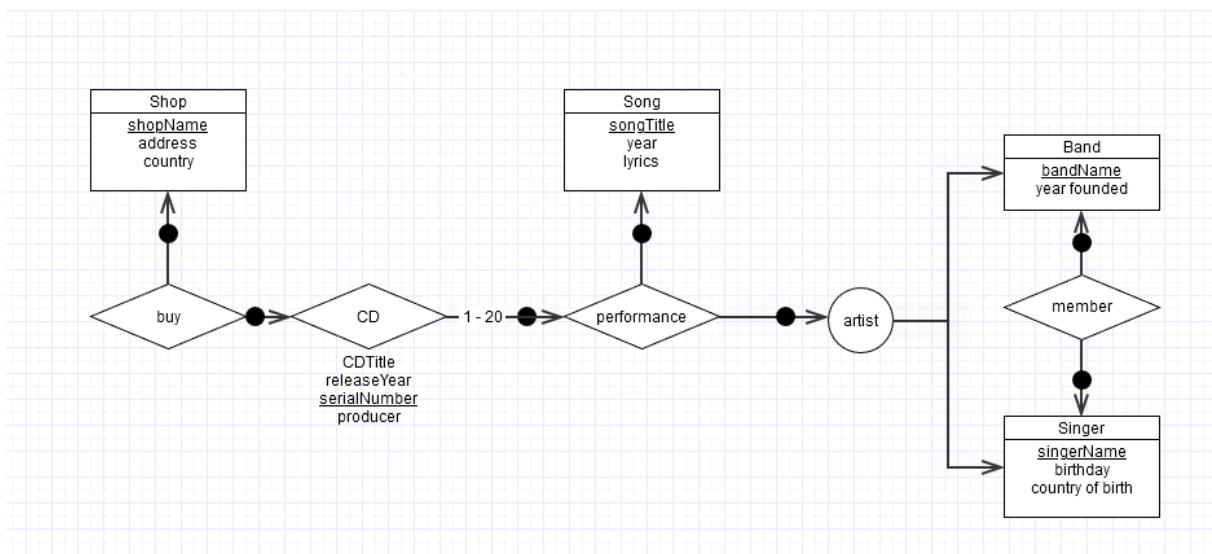 Shop
shopName
address
country
Song
songTitle
year
lyrics
Band
bandName
year founded
buy
CD
1 - 20
performance
artist
member
CDTitle
releaseYear
serialNumber
producer
Singer
singerName
birthday
country of birth